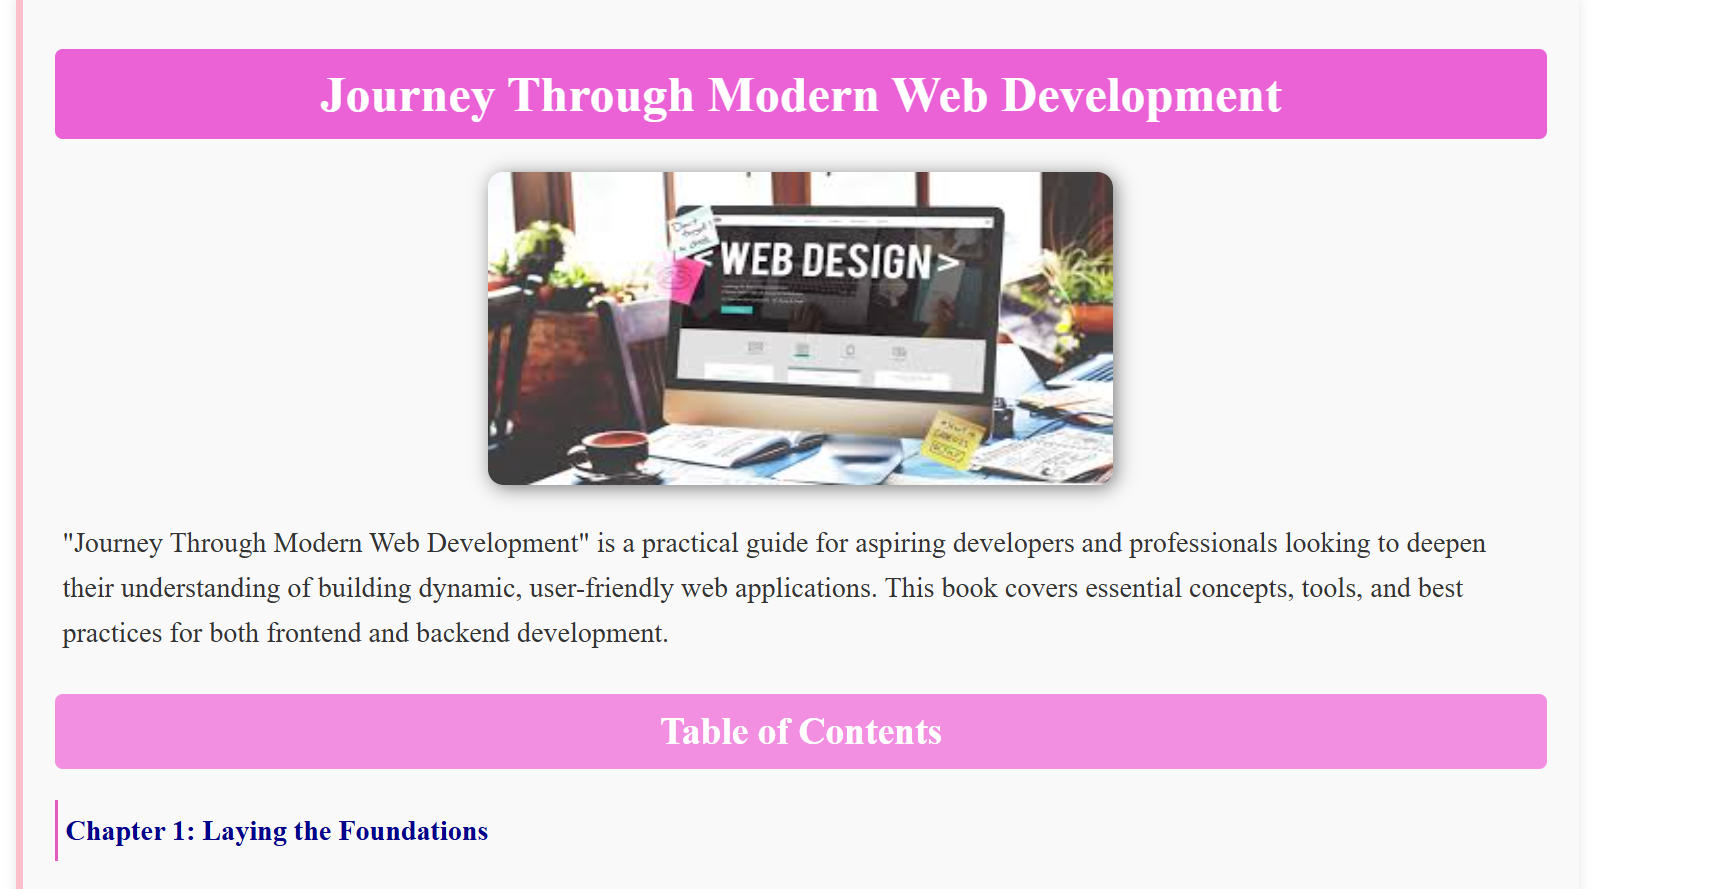 Journey Through Modern Web Development
Don't
forget
<WEB DESIGN>
"Journey Through Modern Web Development" is a practical guide for aspiring developers and professionals looking to deepen
their understanding of building dynamic, user-friendly web applications. This book covers essential concepts, tools, and best
practices for both frontend and backend development.
Table of Contents
Chapter 1: Laying the Foundations